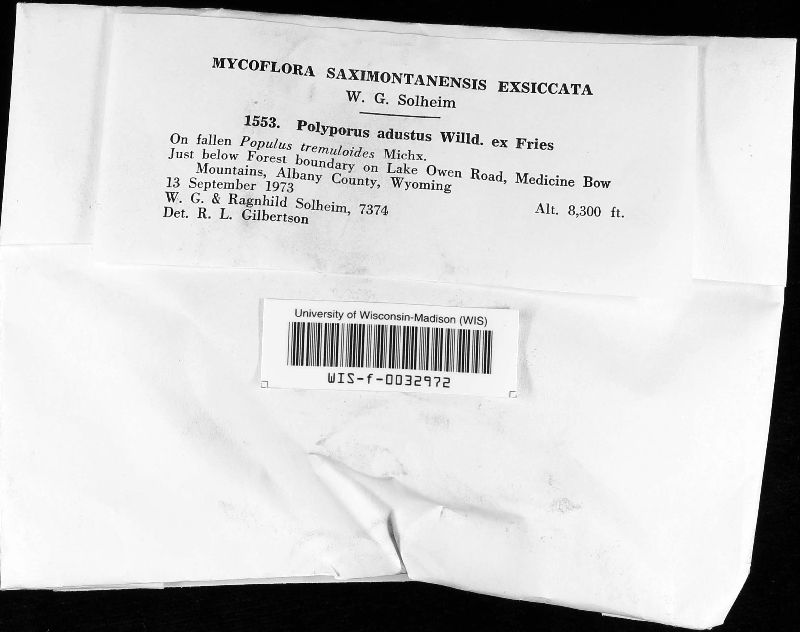 MYCOFLORA SAXIMONTANENSIS EXSICCATA
W. G. Solheim
1553. Polyporus adustus Willd. ex Fries
On fallen Populus tremuloides Michx.
Just below Forest boundary on Lake Owen Road, Medicine Bow
Mountains, Albany County, Wyoming
13 September 1973
W. G. & Ragnhild Solheim, 7374 Alt. 8,300 ft.
Det. R. L. Gilbertson
University of Wisconsin-Madison (WIS)
WIS-f-0032972